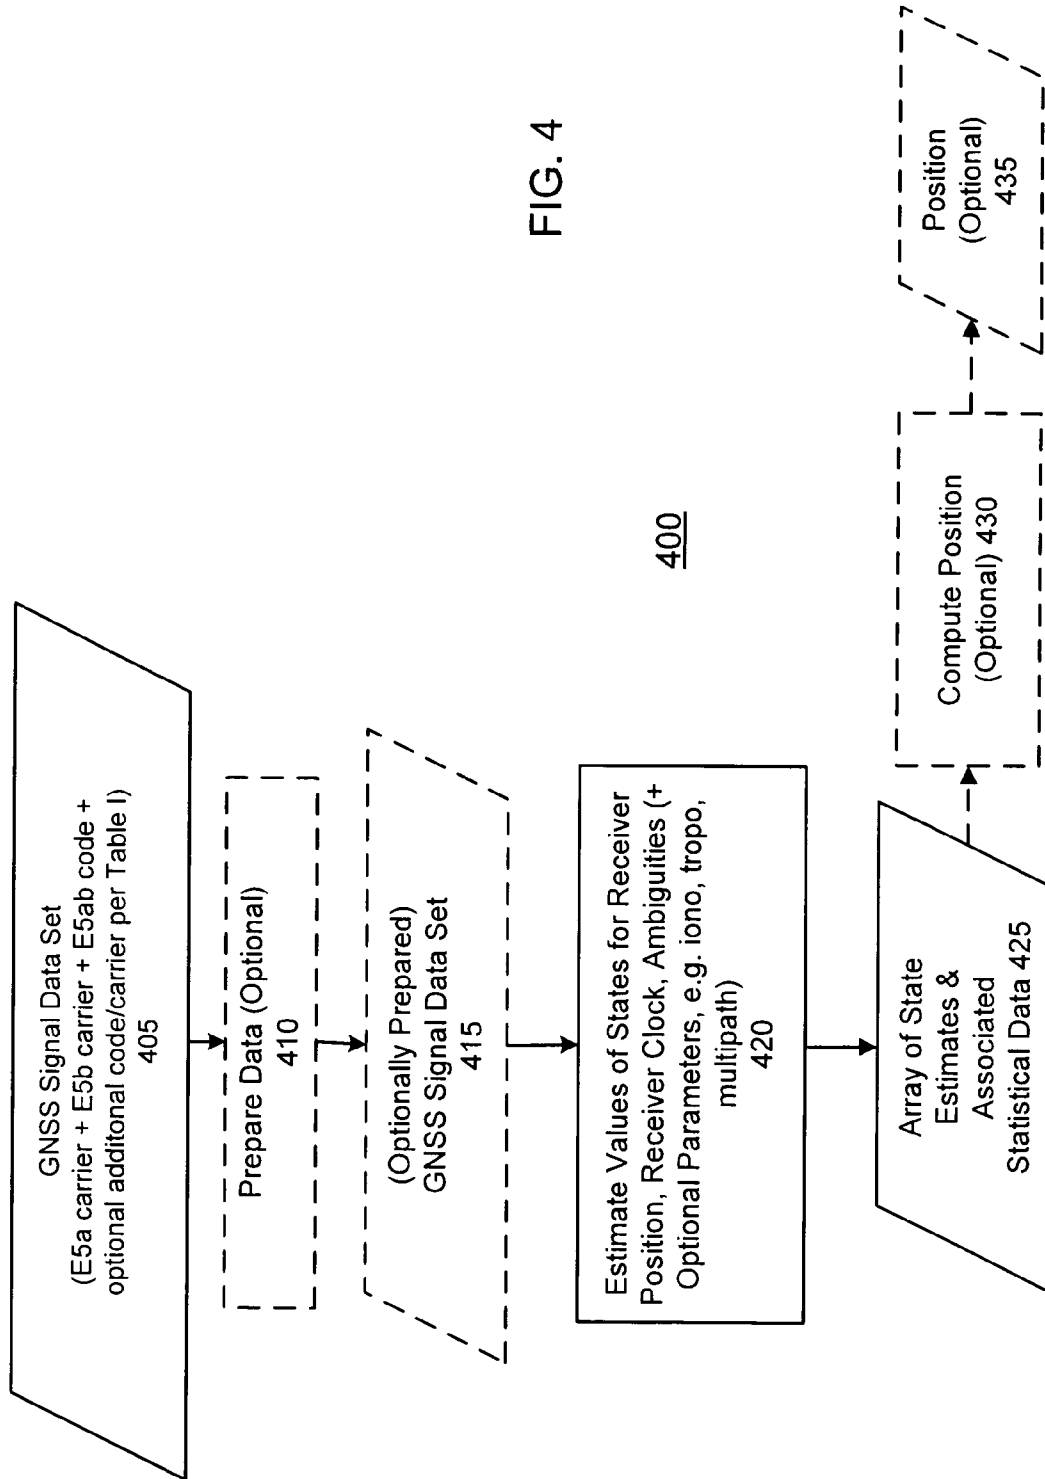 GNSS Signal Data Set
(E5a carrier + E5b carrier + E5ab code +
optional additonal code/carrier per Table I)
405
Prepare Data (Optional)
410
(Optionally Prepared)
GNSS Signal Data Set
415
Estimate Values of States for Receiver
Position, Receiver Clock, Ambiguities (+
Optional Parameters, e.g. iono, tropo,
multipath)
420
Array of State
Estimates &
Associated
Statistical Data 425
Compute Position
(Optional) 430
Position
(Optional)
435
400
FIG. 4